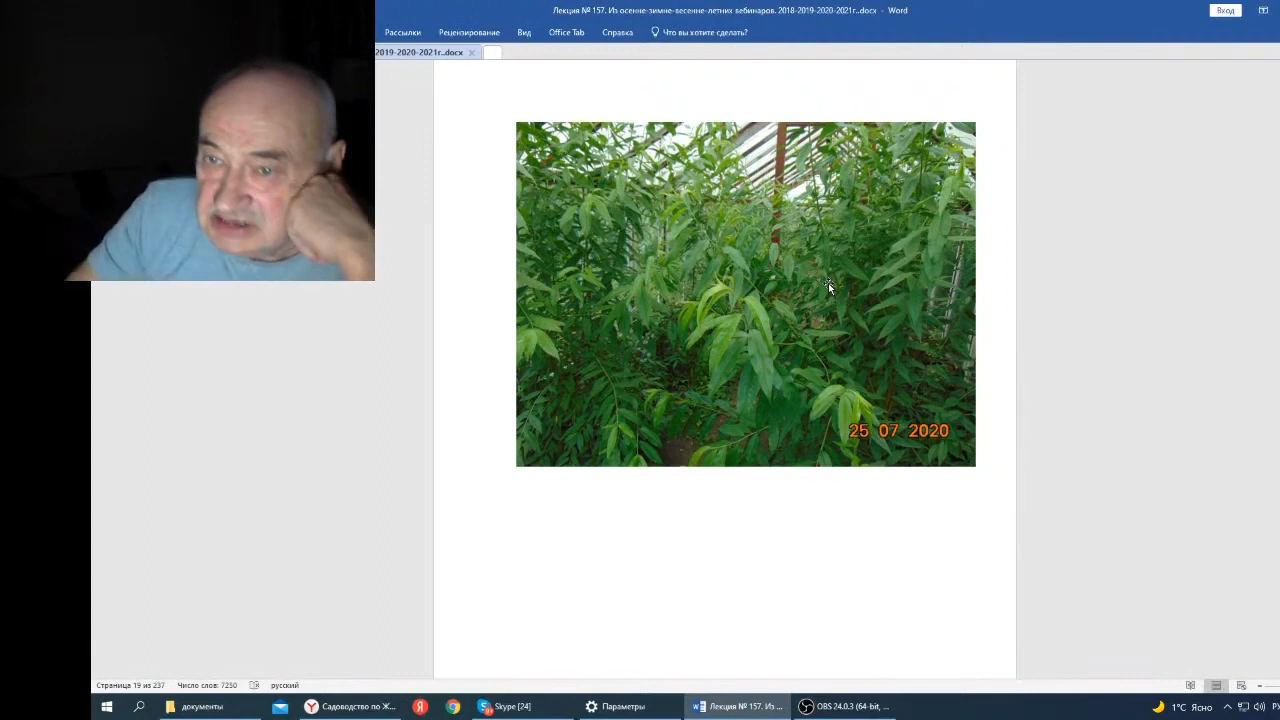 Лекция № 157. Из осенне-зимне-весенне-летних вебинаров. 2018-2019-2020-2021г..docx - Word
Вход
Рассылки Рецензирование Вид Office Tab Справка Что вы хотите сделать?
2019-2020-2021г..docx
25 07 2020
Страница 19 из 237 Число слов: 7250 русский
документы Садоводство по Ж... Skype [24] Параметры Лекция № 157. Из ... OBS 24.0.3 (64-bit, ... 1°C Ясно